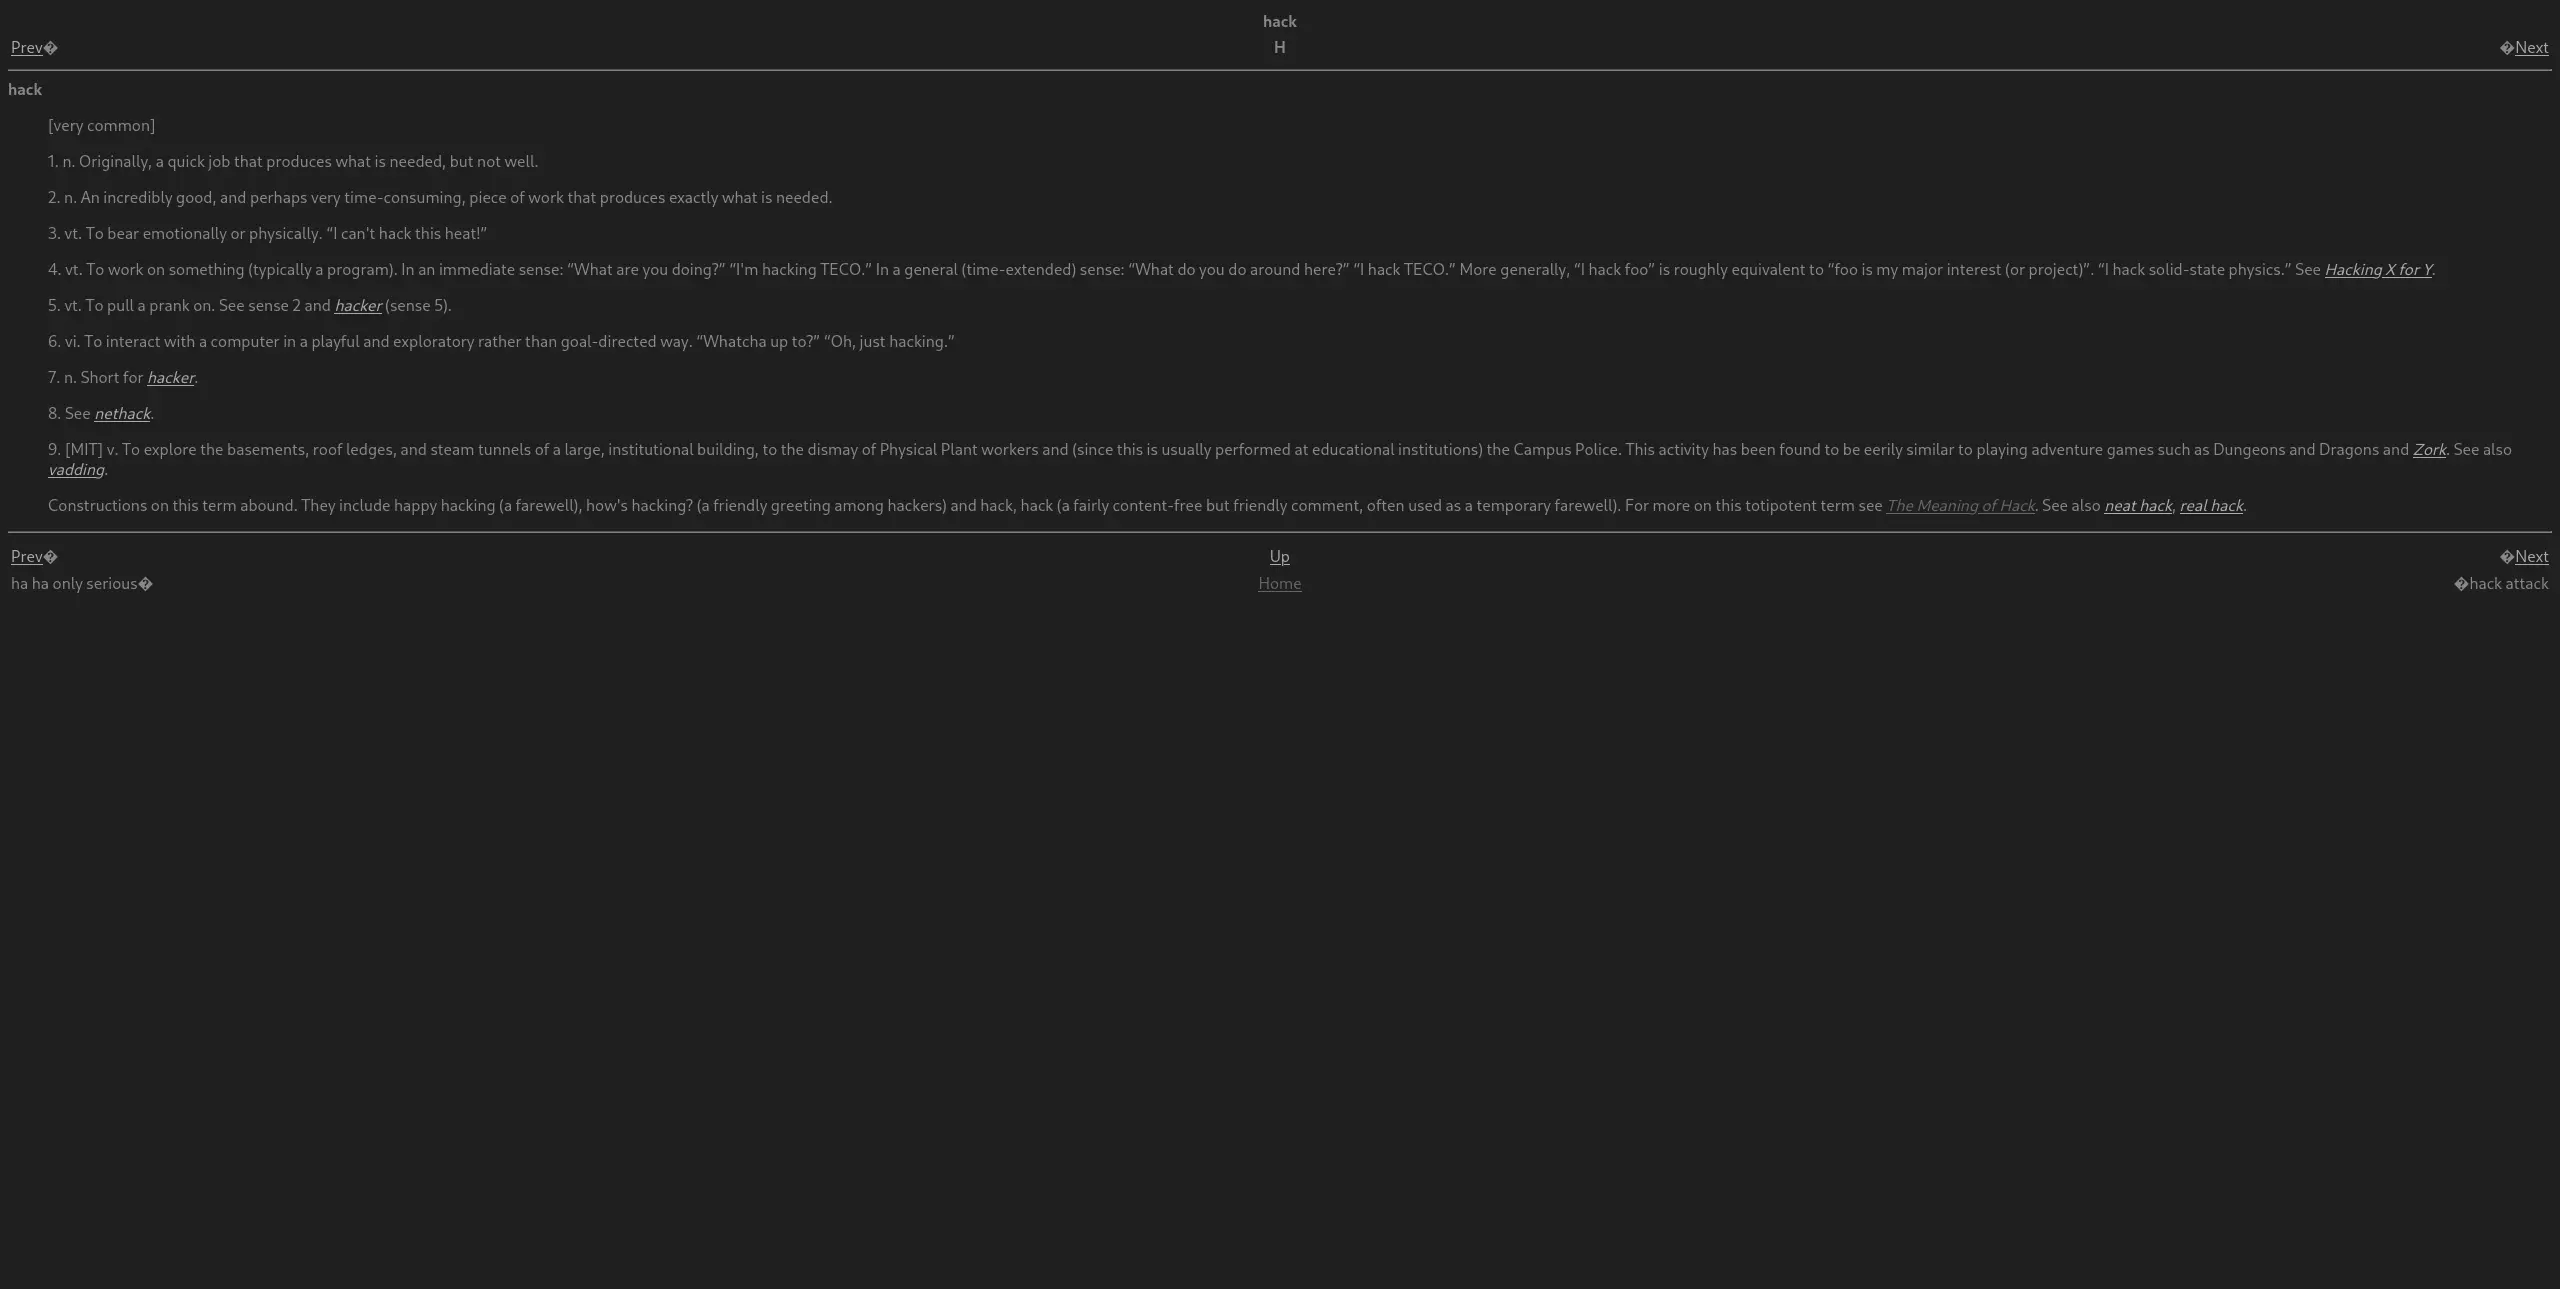 hack
Prev� H �Next
hack
[very common]
1. n. Originally, a quick job that produces what is needed, but not well.
2. n. An incredibly good, and perhaps very time-consuming, piece of work that produces exactly what is needed.
3. vt. To bear emotionally or physically. “I can't hack this heat!”
4. vt. To work on something (typically a program). In an immediate sense: “What are you doing?” “I'm hacking TECO.” In a general (time-extended) sense: “What do you do around here?” “I hack TECO.” More generally, “I hack foo” is roughly equivalent to “foo is my major interest (or project)”. “I hack solid-state physics.” See Hacking X for Y.
5. vt. To pull a prank on. See sense 2 and hacker (sense 5).
6. vi. To interact with a computer in a playful and exploratory rather than goal-directed way. “Whatcha up to?” “Oh, just hacking.”
7. n. Short for hacker.
8. See nethack.
9. [MIT] v. To explore the basements, roof ledges, and steam tunnels of a large, institutional building, to the dismay of Physical Plant workers and (since this is usually performed at educational institutions) the Campus Police. This activity has been found to be eerily similar to playing adventure games such as Dungeons and Dragons and Zork. See also
vadding.
Constructions on this term abound. They include happy hacking (a farewell), how's hacking? (a friendly greeting among hackers) and hack, hack (a fairly content-free but friendly comment, often used as a temporary farewell). For more on this totipotent term see The Meaning of Hack. See also neat hack, real hack.
Prev� Up �Next
ha ha only serious� Home �hack attack